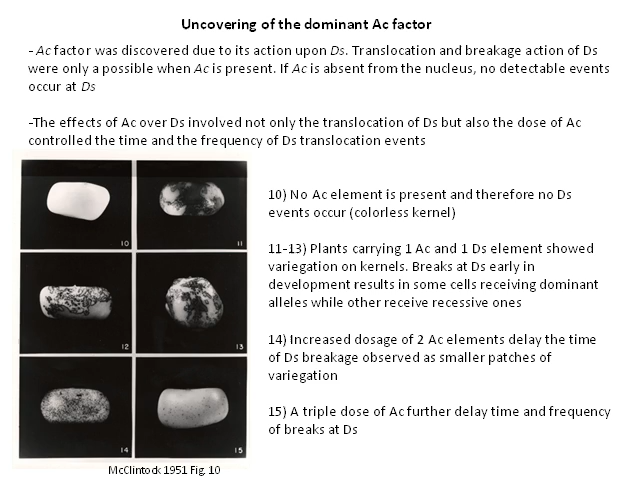 Uncovering of the dominant Ac factor
- Ac factor was discovered due to its action upon Ds. Translocation and breakage action of Ds
were only a possible when Ac is present. If Ac is absent from the nucleus, no detectable events
occur at Ds
-The effects of Ac over Ds involved not only the translocation of Ds but also the dose of Ac
controlled the time and the frequency of Ds translocation events
10
11
12
13
14
15
McClintock 1951 Fig. 10
10) No Ac element is present and therefore no Ds
events occur (colorless kernel)
11-13) Plants carrying 1 Ac and 1 Ds element showed
variegation on kernels. Breaks at Ds early in
development results in some cells receiving dominant
alleles while other receive recessive ones
14) Increased dosage of 2 Ac elements delay the time
of Ds breakage observed as smaller patches of
variegation
15) A triple dose of Ac further delay time and frequency
of breaks at Ds